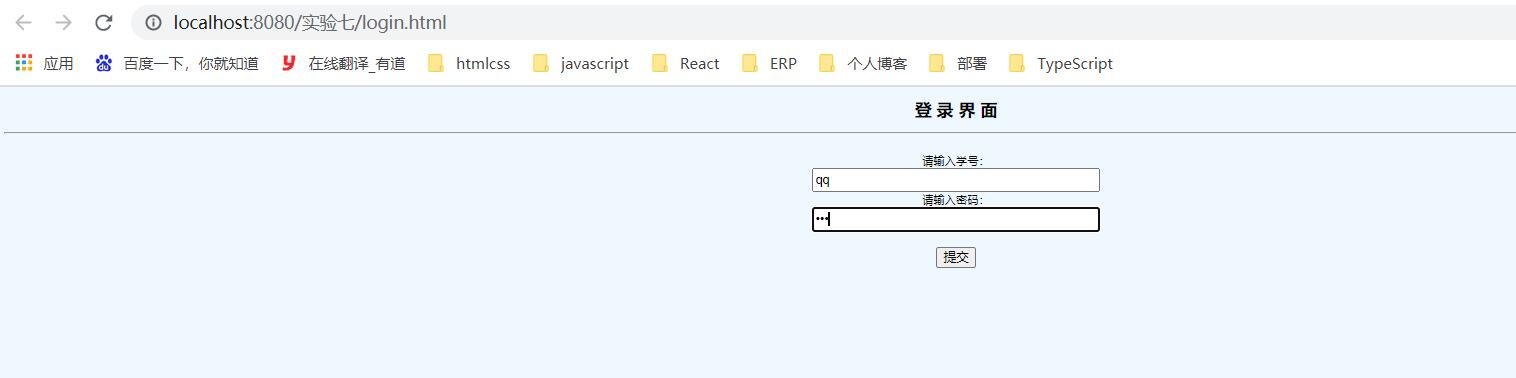 localhost:8080/实验七/login.html
应用 百度一下，你就知道 在线翻译_有道 htmlcss javascript React ERP 个人博客 部署 TypeScript
登 录 界 面
请输入学号:
qq
请输入密码:
•••
提交